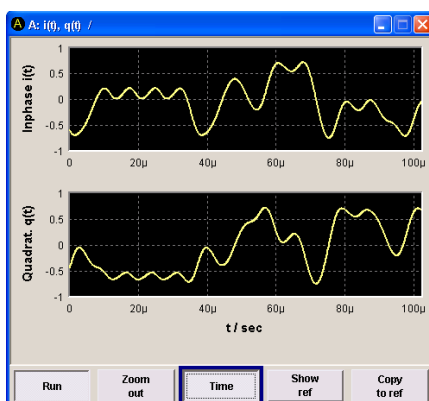 A A: i(t), q(t) /
1
0.5
0
-0.5
-1
Inphase i(t)
0 20µ 40µ 60µ 80µ 100µ
1
0.5
0
-0.5
-1
Quadrat. q(t)
0 20µ 40µ 60µ 80µ 100µ
t / sec
Run
Zoom out
Time
Show ref
Copy to ref